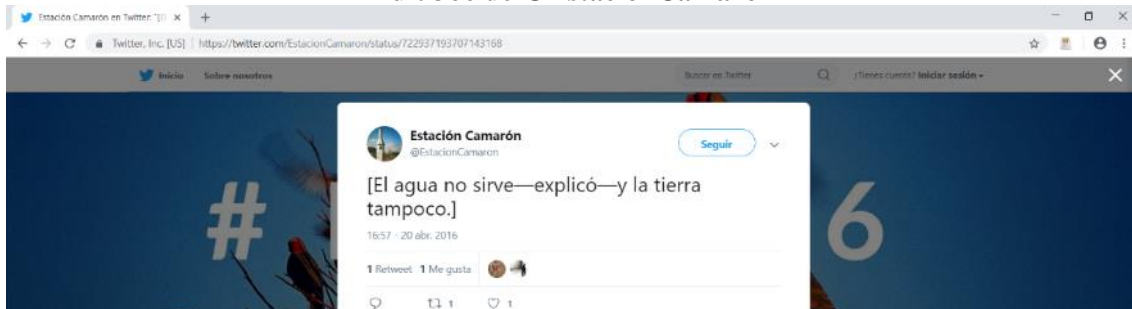 Estación Camarón en Twitter: "[El
Twitter, Inc. [US] https://twitter.com/EstacionCamaron/status/722937193707143168
Inicio Sobre nosotros Buscar en Twitter ¿Tienes cuenta? Iniciar sesión
Estación Camarón
@EstacionCamaron
Seguir
[El agua no sirve—explicó—y la tierra
tampoco.]
16:57 - 20 abr. 2016
1 Retweet 1 Me gusta
1 1
# 6